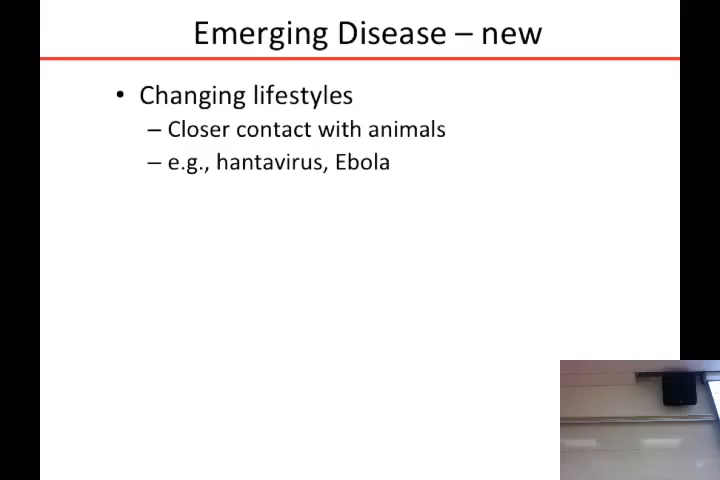 Emerging Disease – new
• Changing lifestyles
– Closer contact with animals
– e.g., hantavirus, Ebola